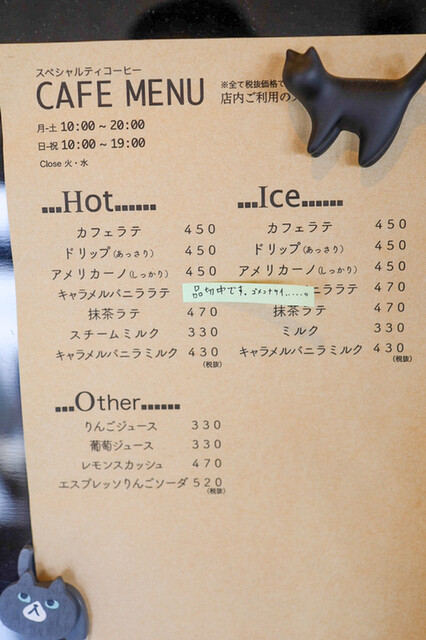 スペシャルティコーヒー
CAFE MENU
※全て税抜価格で
店内ご利用の
月-土 10:00 ~ 20:00
日-祝 10:00 ~ 19:00
Close 火・水
Hot
カフェラテ 450
ドリップ(あっさり) 450
アメリカーノ(しっかり) 450
キャラメルバニララテ
品切中です。ゴメンナサイ......。
抹茶ラテ 470
スチームミルク 330
キャラメルバニラミルク 430
(税抜)
Ice
カフェラテ 450
ドリップ(あっさり) 450
アメリカーノ(しっかり) 450
ニララテ 470
抹茶ラテ 470
ミルク 330
キャラメルバニラミルク 430
(税抜)
Other
りんごジュース 330
葡萄ジュース 330
レモンスカッシュ 470
エスプレッソりんごソーダ 520
(税抜)